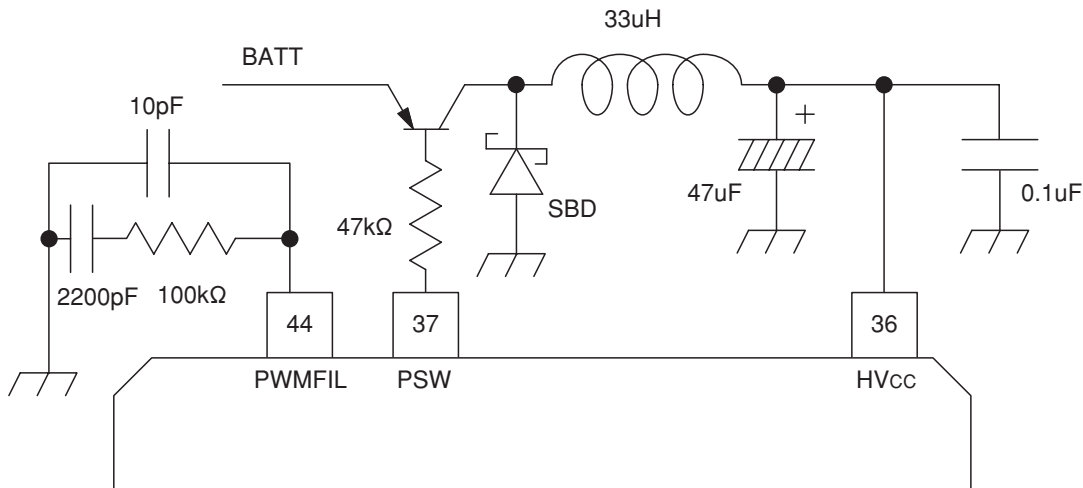 33uH
BATT
10pF
+
47kΩ
SBD
47uF
0.1uF
2200pF
100kΩ
44
37
36
PWMFIL
PSW
HVCC